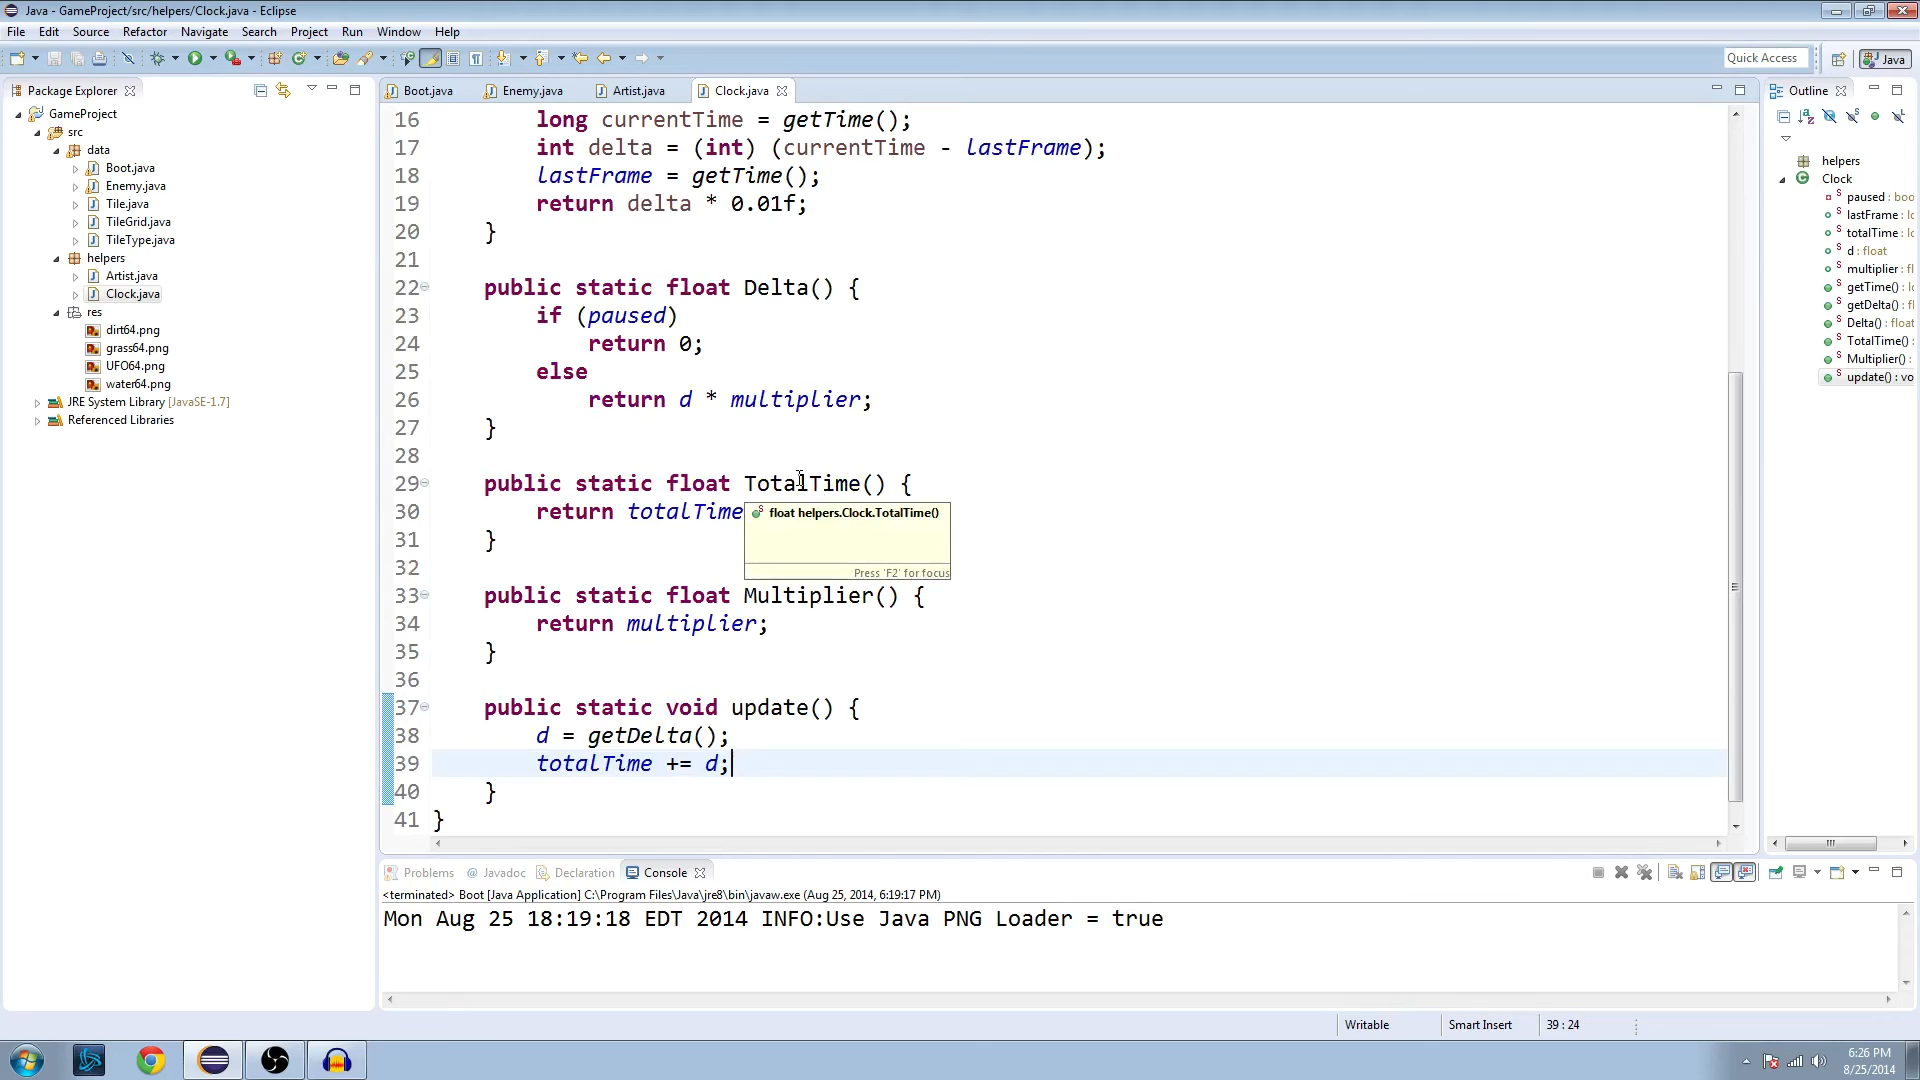 Java - GameProject/src/helpers/Clock.java - Eclipse
File Edit Source Refactor Navigate Search Project Run Window Help
Quick Access
Java
Package Explorer
GameProject
src
data
Boot.java
Enemy.java
Tile.java
TileGrid.java
TileType.java
helpers
Artist.java
Clock.java
res
dirt64.png
grass64.png
UFO64.png
water64.png
JRE System Library [JavaSE-1.7]
Referenced Libraries
Boot.java Enemy.java Artist.java Clock.java
16 long currentTime = getTime();
17 int delta = (int) (currentTime - lastFrame);
18 lastFrame = getTime();
19 return delta * 0.01f;
20 }
21
22 public static float Delta() {
23 if (paused)
24 return 0;
25 else
26 return d * multiplier;
27 }
28
29 public static float TotalTime() {
30 return totalTime
float helpers.Clock.TotalTime()
Press 'F2' for focus
31 }
32
33 public static float Multiplier() {
34 return multiplier;
35 }
36
37 public static void update() {
38 d = getDelta();
39 totalTime += d;
40 }
41 }
Outline
helpers
Clock
paused : boo
lastFrame : lo
totalTime : lo
d : float
multiplier : fl
getTime() : lo
getDelta() : fl
Delta() : float
TotalTime() :
Multiplier() :
update() : vo
Problems @ Javadoc Declaration Console
<terminated> Boot [Java Application] C:\Program Files\Java\jre8\bin\javaw.exe (Aug 25, 2014, 6:19:17 PM)
Mon Aug 25 18:19:18 EDT 2014 INFO:Use Java PNG Loader = true
Writable Smart Insert 39 : 24
6:26 PM
8/25/2014